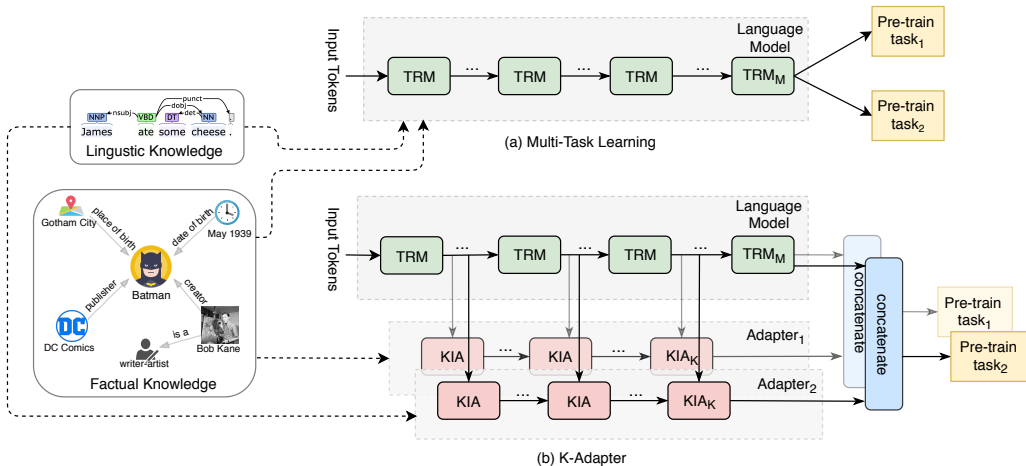 Input Tokens
Language
Model
TRM
...
TRM
...
TRM
...
TRM_M
Pre-train
task_1
Pre-train
task_2
(a) Multi-Task Learning
punct
dobj
nsubj
det
NNP
VBD
DT
NN
.
James
ate
some
cheese
.
Lingustic Knowledge
Gotham City
place of birth
date of birth
May 1939
Batman
publisher
creator
DC
DC Comics
is a
writer-artist
Bob Kane
Factual Knowledge
Input Tokens
Language
Model
TRM
...
TRM
...
TRM
...
TRM_M
Adapter_1
KIA
...
KIA
...
KIA_K
Adapter_2
KIA
...
KIA
...
KIA_K
concatenate
concatenate
Pre-train
task_1
Pre-train
task_2
(b) K-Adapter